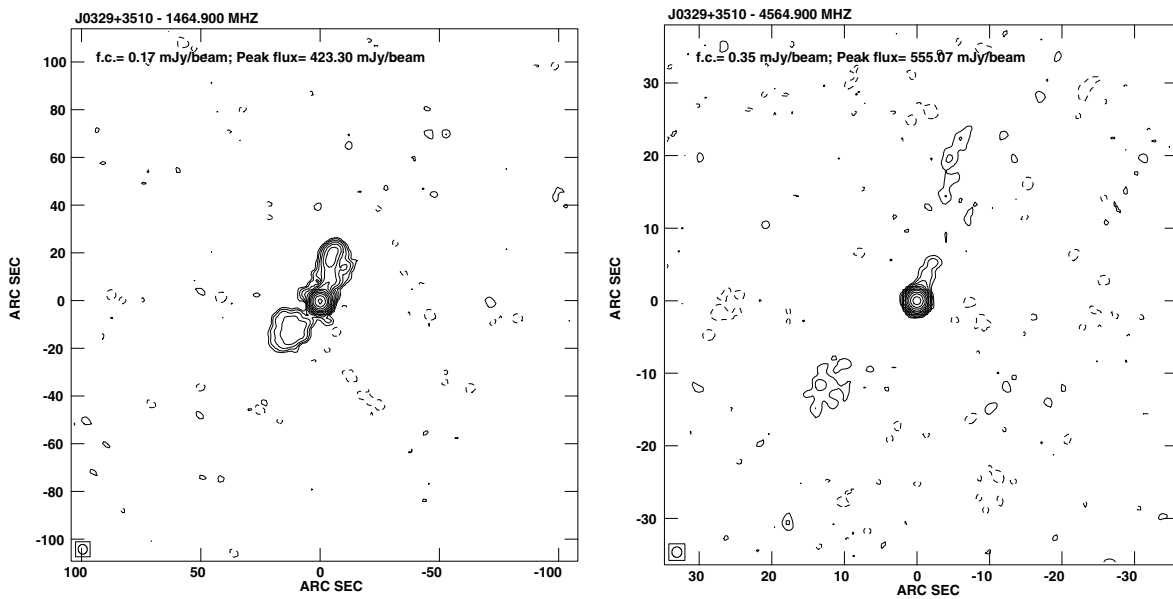 J0329+3510 - 1464.900 MHZ
f.c.= 0.17 mJy/beam; Peak flux= 423.30 mJy/beam
ARC SEC
100
80
60
40
20
0
-20
-40
-60
-80
-100
100 50 0 -50 -100
ARC SEC
J0329+3510 - 4564.900 MHZ
f.c.= 0.35 mJy/beam; Peak flux= 555.07 mJy/beam
ARC SEC
30
20
10
0
-10
-20
-30
30 20 10 0 -10 -20 -30
ARC SEC